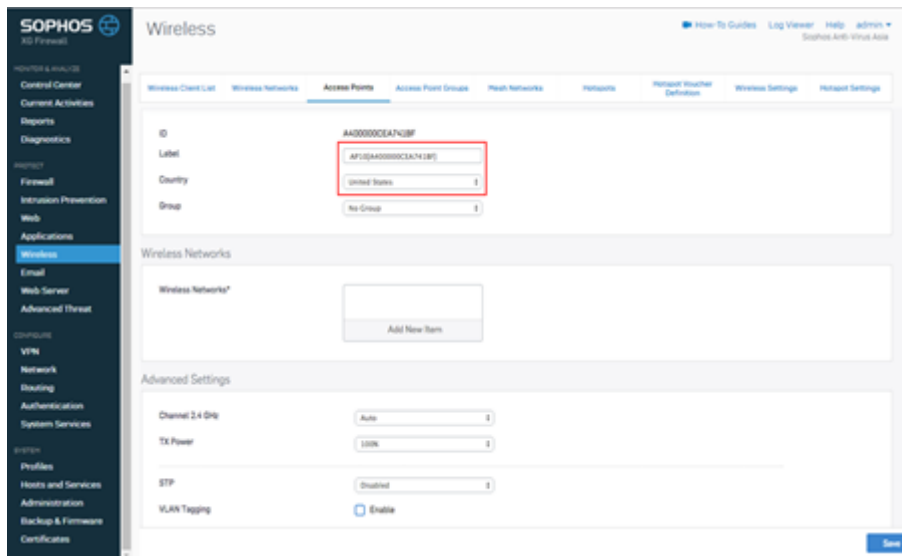 SOPHOS
XG Firewall
Wireless
How-To Guides Log Viewer Help admin
Sophos Anti-Virus Asia
MONITOR & ANALYZE
Control Center
Current Activities
Reports
Diagnostics
PROTECT
Firewall
Intrusion Prevention
Web
Applications
Wireless
Email
Web Server
Advanced Threat
CONFIGURE
VPN
Network
Routing
Authentication
System Services
SYSTEM
Profiles
Hosts and Services
Administration
Backup & Firmware
Certificates
Wireless Client List Wireless Networks Access Points Access Point Groups Mesh Networks Hotspots Hotspot Voucher Definition Wireless Settings Hotspot Settings
ID
Label
Country United States
Group No Group
Wireless Networks
Wireless Networks*
Add New Item
Advanced Settings
Channel 2.4 GHz Auto
TX Power 100%
STP Disabled
VLAN Tagging Enable
Save